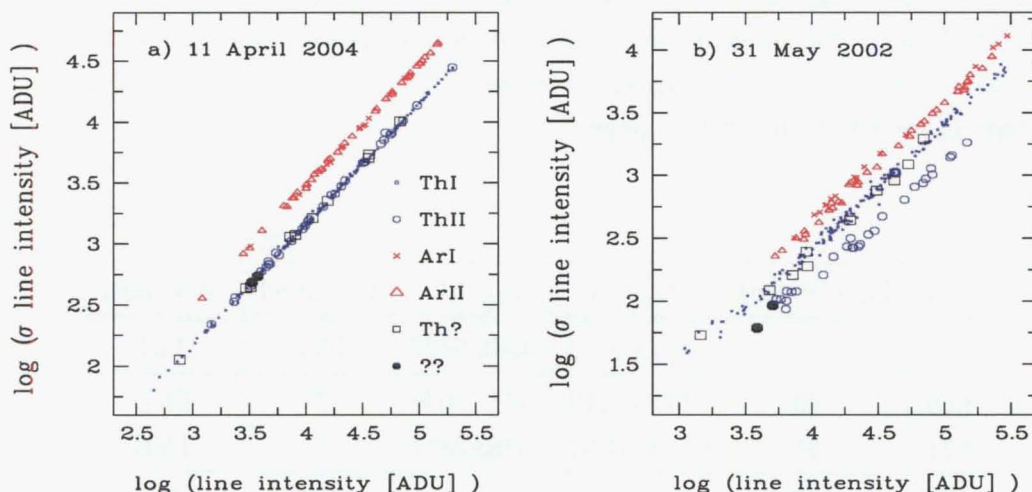 a) 11 April 2004
log (σ line intensity [ADU] )
4.5
4
3.5
3
2.5
2
ThI
ThII
ArI
ArII
Th?
??
2.5 3 3.5 4 4.5 5 5.5
log (line intensity [ADU] )
b) 31 May 2002
log (σ line intensity [ADU] )
4
3.5
3
2.5
2
1.5
3 3.5 4 4.5 5 5.5
log (line intensity [ADU] )